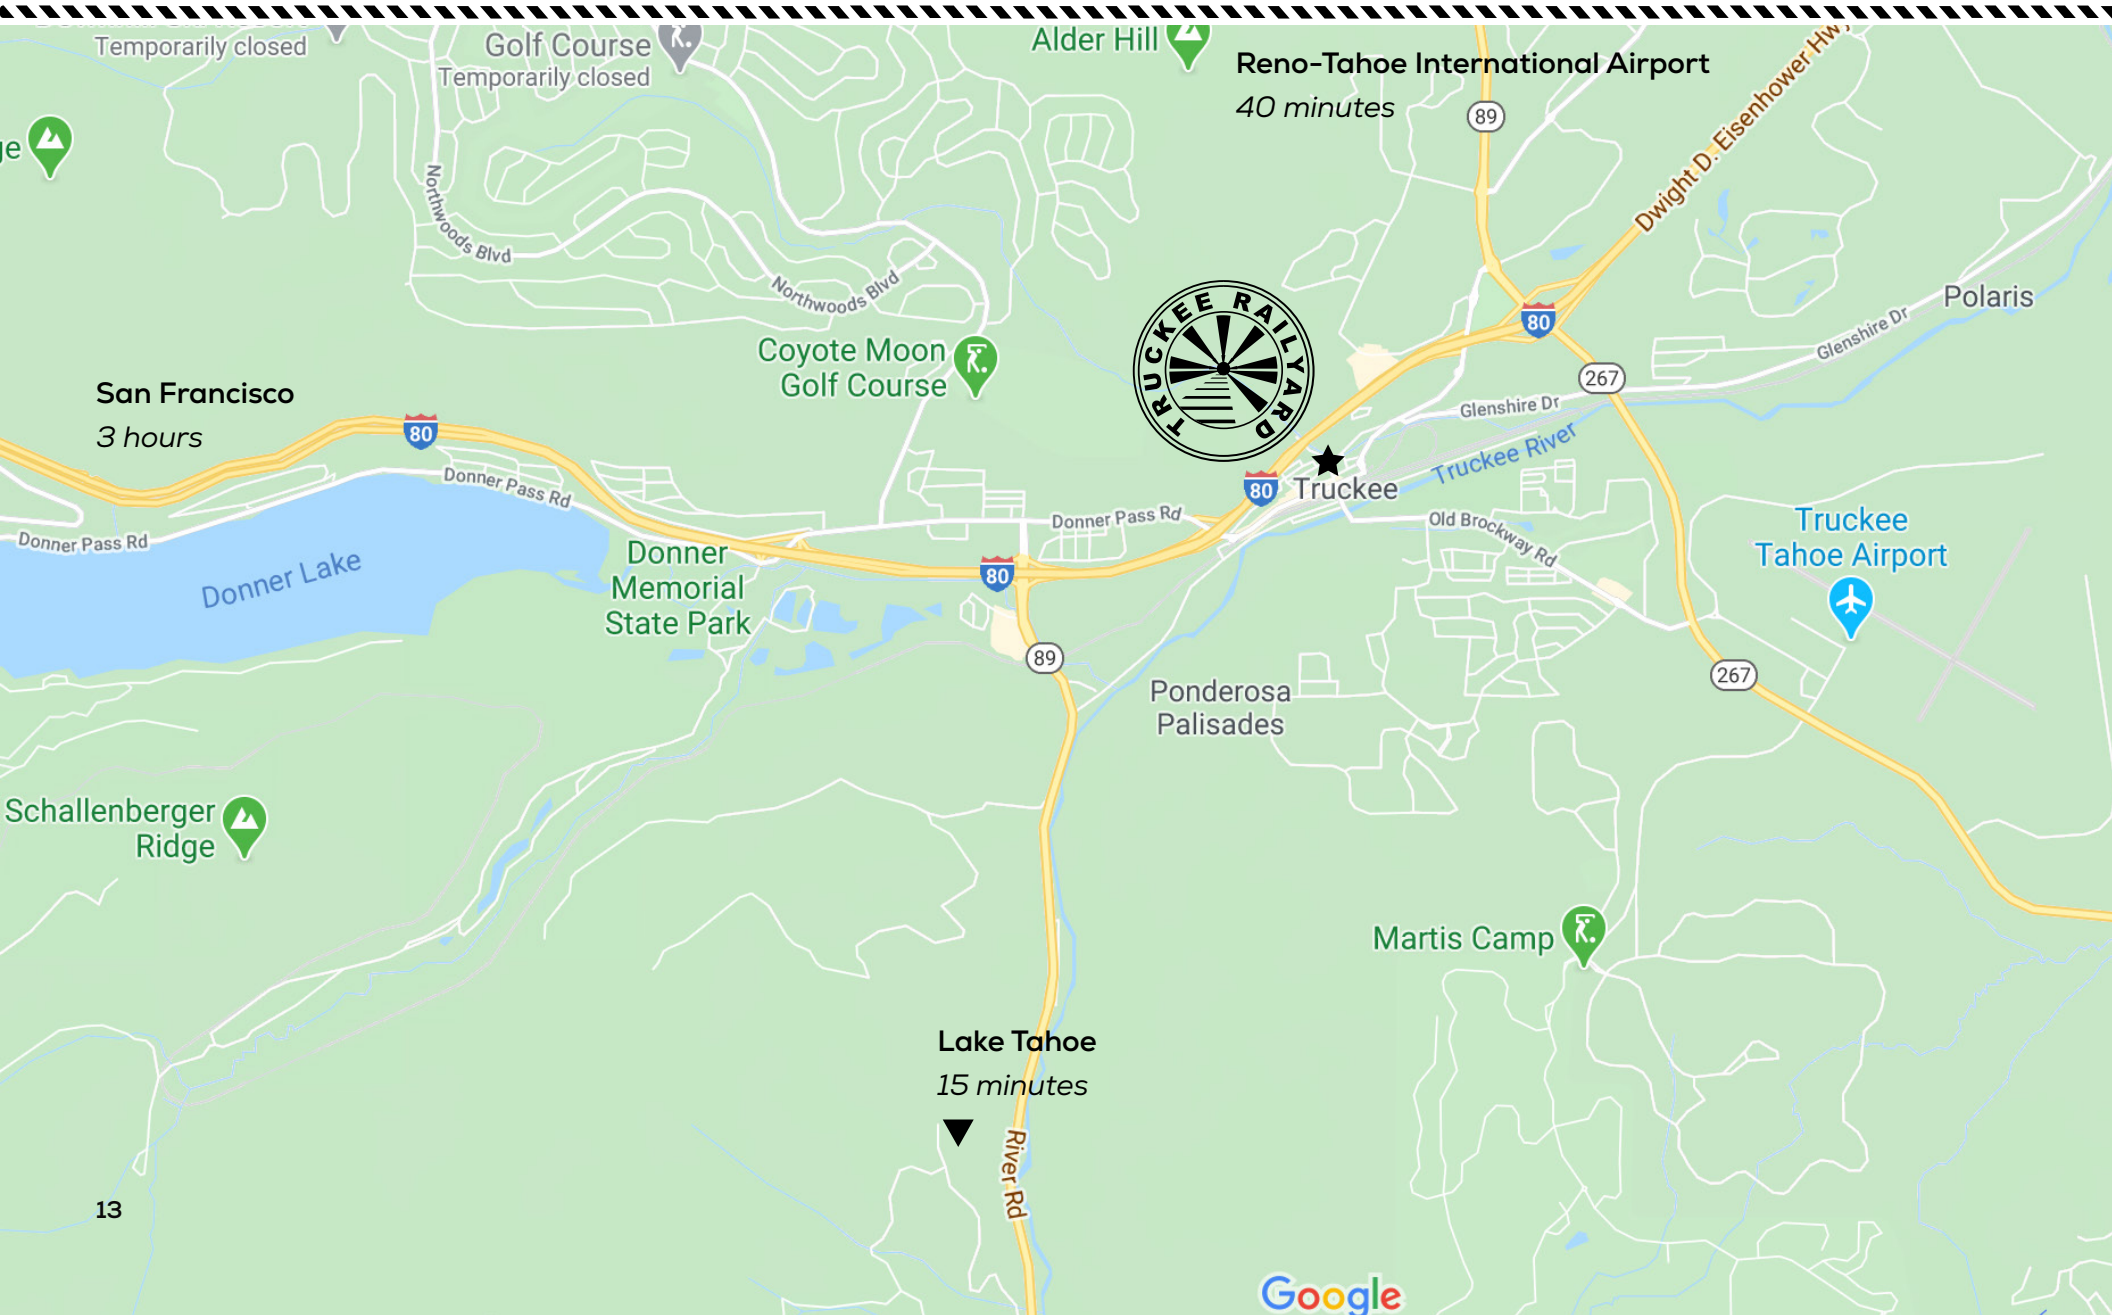 Temporarily closed
Golf Course
Temporarily closed
Alder Hill
Reno-Tahoe International Airport
40 minutes
89
Dwight D. Eisenhower Hwy
Northwoods Blvd
Northwoods Blvd
Polaris
TRUCKEE RAILYARD
80
Glenshire Dr
Coyote Moon
Golf Course
267
San Francisco
3 hours
80
Glenshire Dr
Truckee River
Donner Pass Rd
80
Truckee
Donner Pass Rd
Old Brockway Rd
Truckee
Tahoe Airport
Donner Pass Rd
Donner Lake
Donner
Memorial
State Park
80
89
267
Ponderosa
Palisades
Schallenberger
Ridge
Martis Camp
Lake Tahoe
15 minutes
River Rd
13
Google